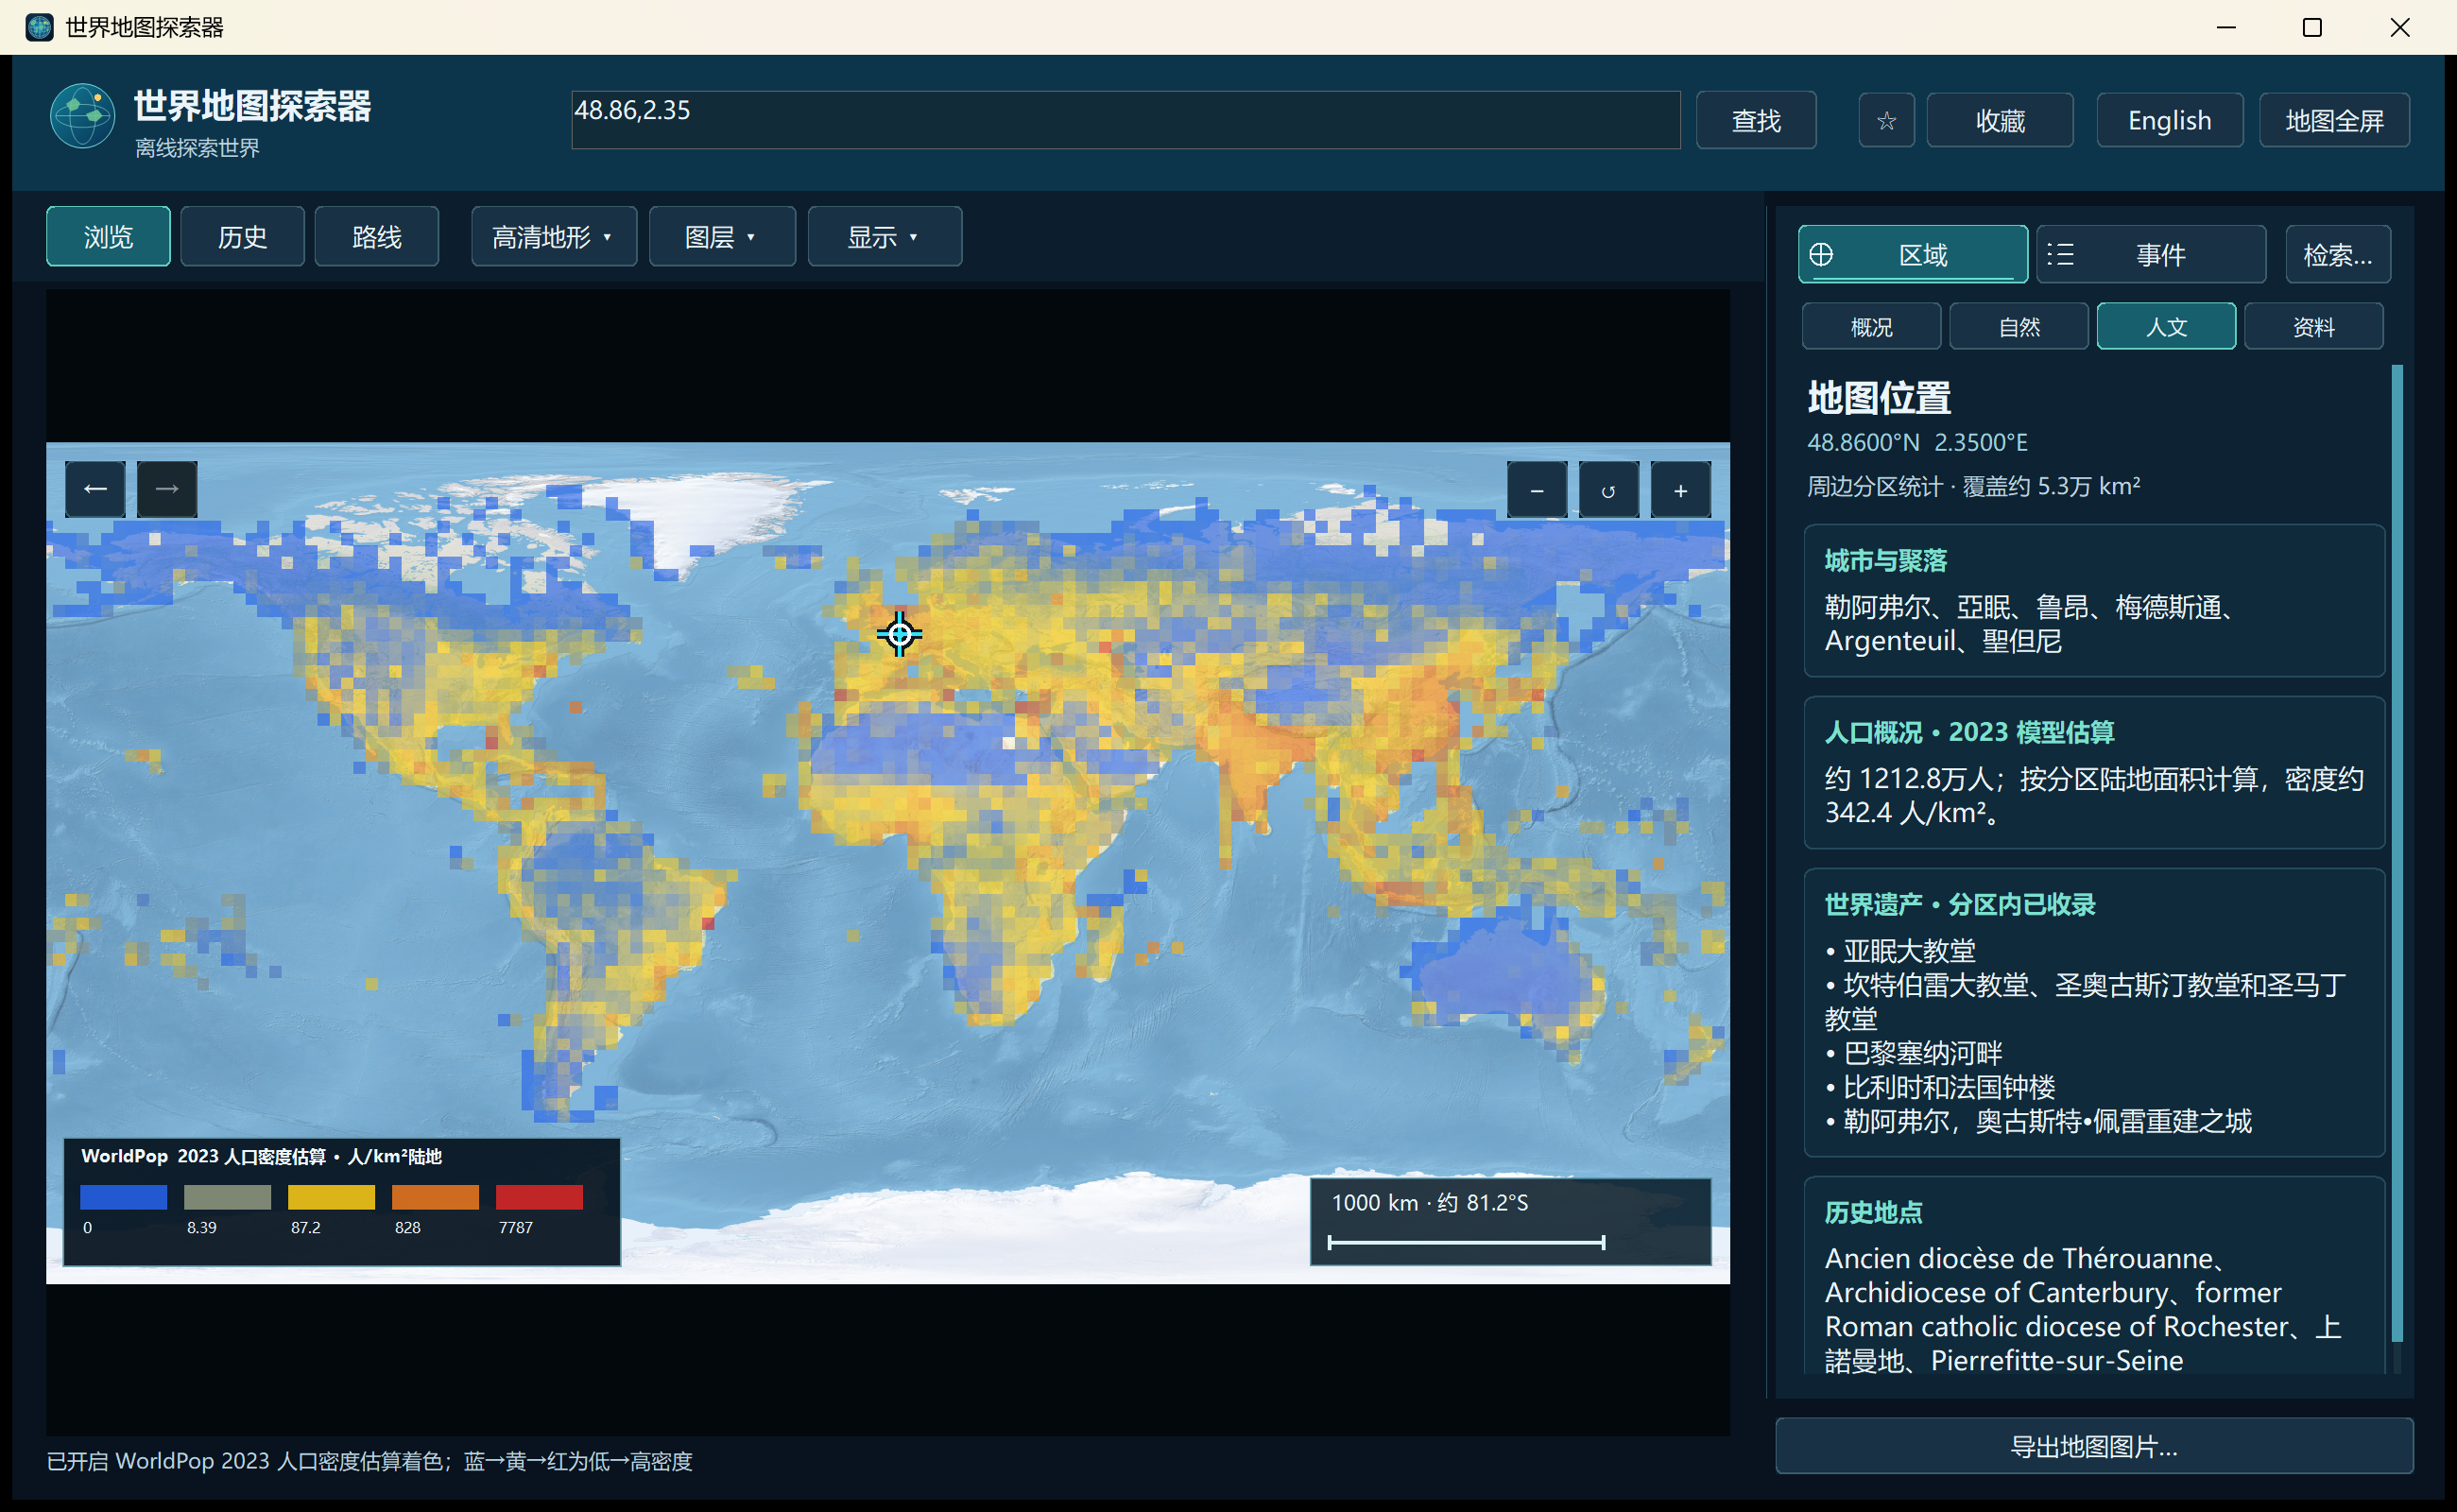 世界地图探索器
世界地图探索器
离线探索世界
48.86,2.35
查找
☆
收藏
English
地图全屏
浏览
历史
路线
高清地形 ▾
图层 ▾
显示 ▾
区域
事件
检索...
概况
自然
人文
资料
地图位置
48.8600°N 2.3500°E
周边分区统计 · 覆盖约 5.3万 km²
城市与聚落
勒阿弗尔、亞眠、鲁昂、梅德斯通、
Argenteuil、聖但尼
人口概况 • 2023 模型估算
约 1212.8万人；按分区陆地面积计算，密度约
342.4 人/km²。
世界遗产 • 分区内已收录
• 亚眠大教堂
• 坎特伯雷大教堂、圣奥古斯汀教堂和圣马丁
教堂
• 巴黎塞纳河畔
• 比利时和法国钟楼
• 勒阿弗尔，奥古斯特•佩雷重建之城
历史地点
Ancien diocèse de Thérouanne、
Archidiocese of Canterbury、former
Roman catholic diocese of Rochester、上
諾曼地、Pierrefitte-sur-Seine
导出地图图片...
← →
− ↺ +
WorldPop 2023 人口密度估算 • 人/km²陆地
0 8.39 87.2 828 7787
1000 km · 约 81.2°S
已开启 WorldPop 2023 人口密度估算着色；蓝→黄→红为低→高密度